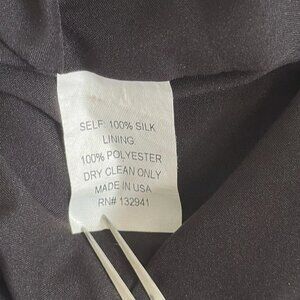 SELF: 100% SILK
LINING:
100% POLYESTER
DRY CLEAN ONLY
MADE IN USA
RN# 132941